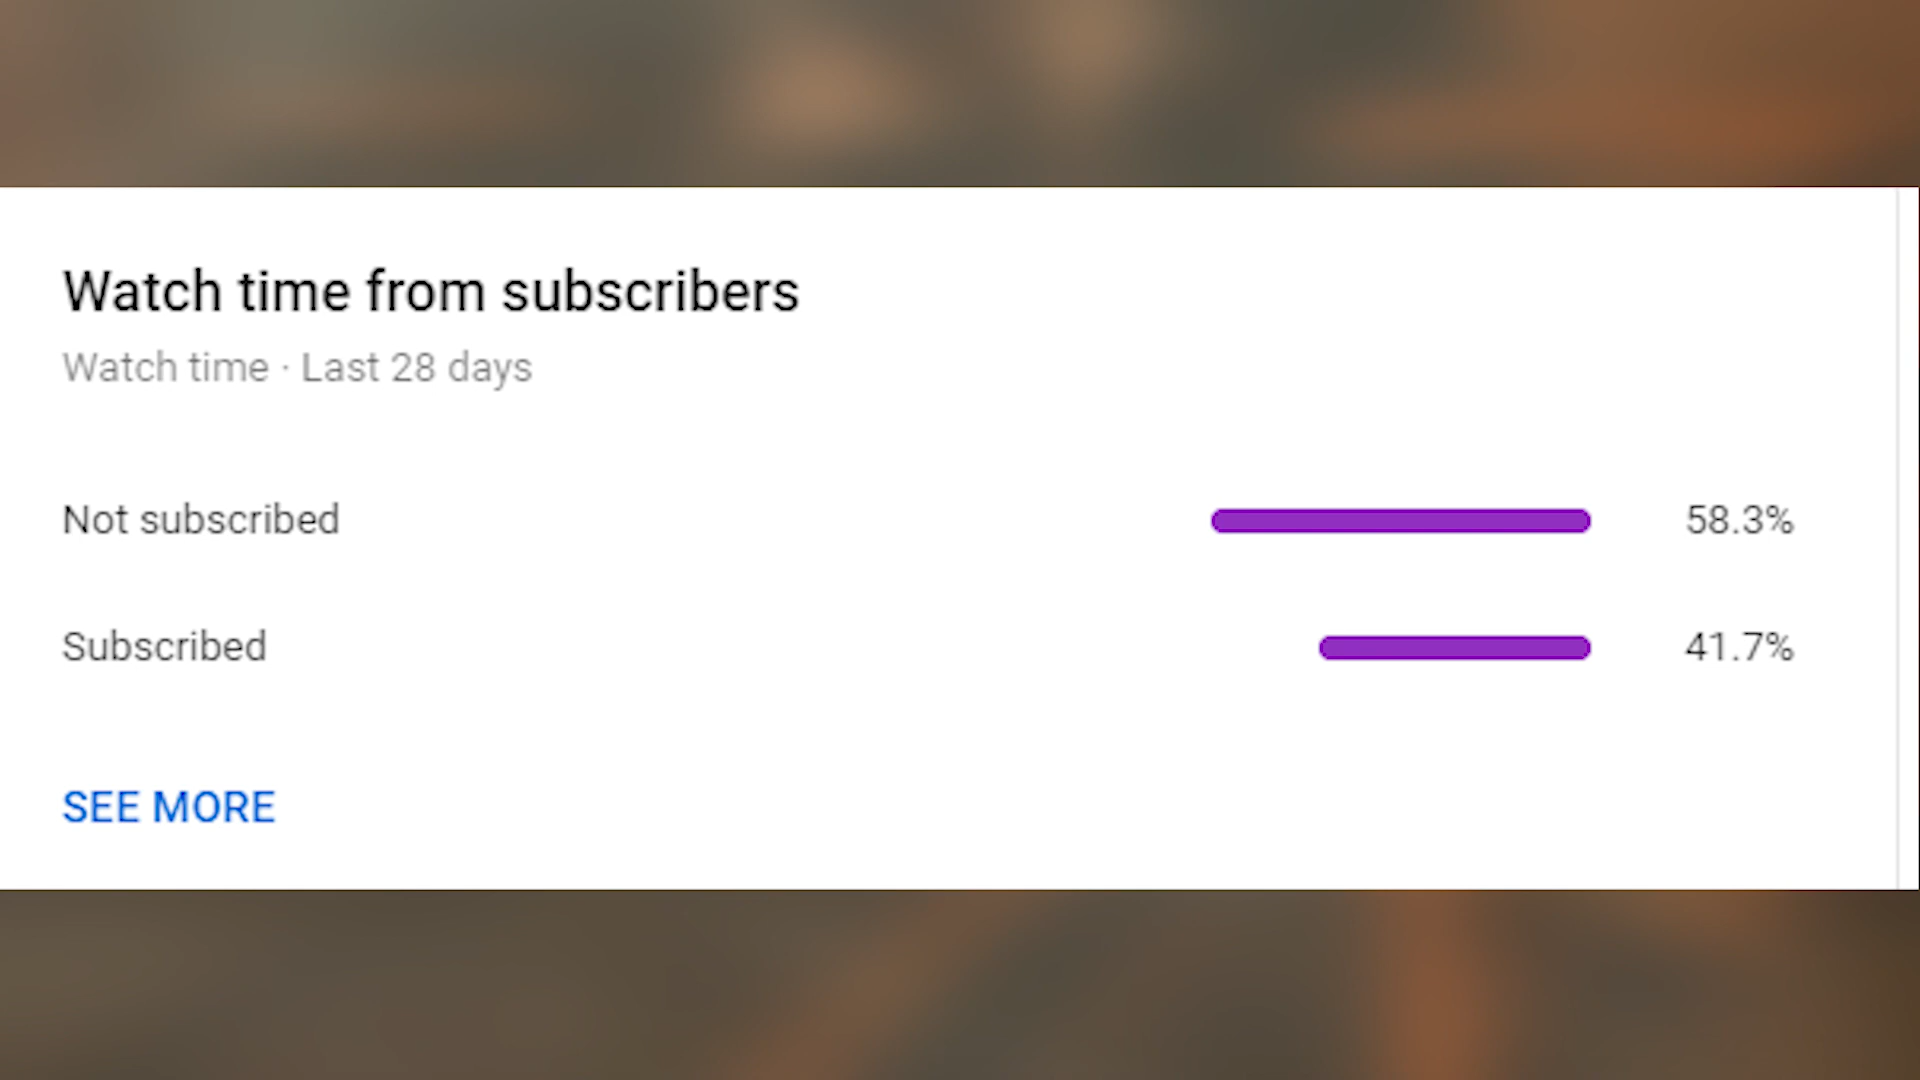 Watch time from subscribers
Watch time · Last 28 days
Not subscribed 58.3%
Subscribed 41.7%
SEE MORE